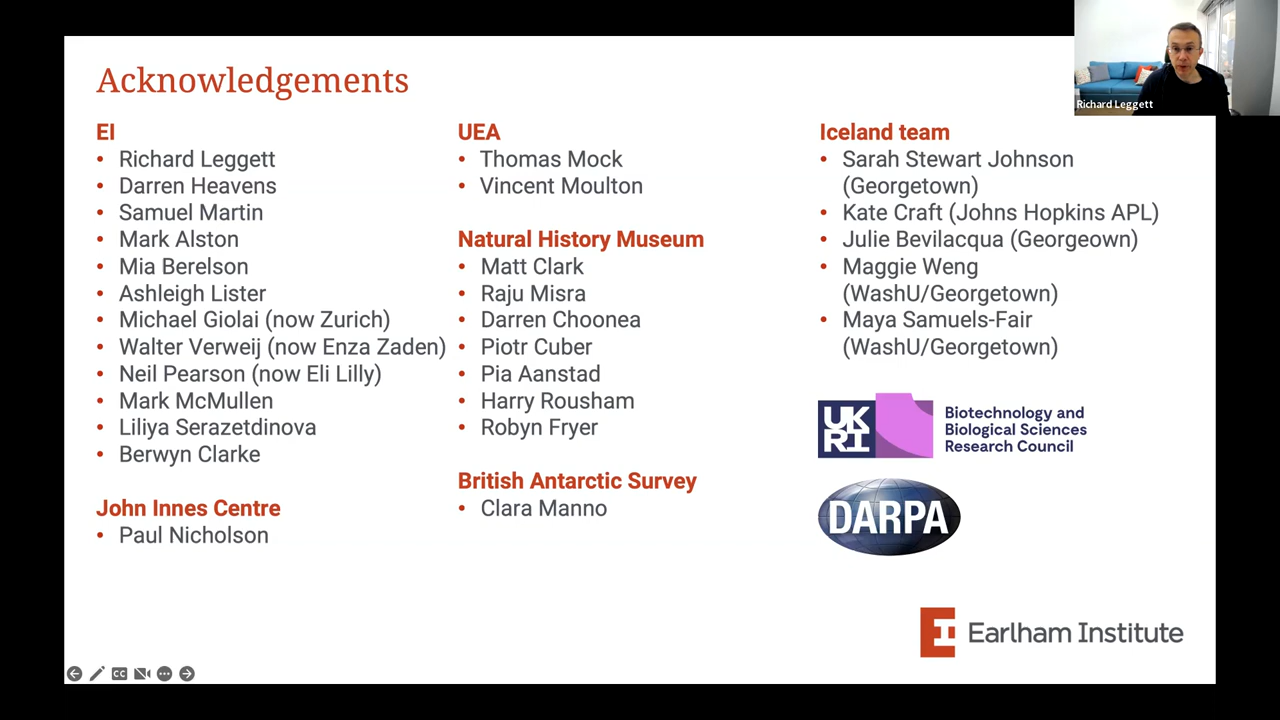 Acknowledgements
EI
• Richard Leggett
• Darren Heavens
• Samuel Martin
• Mark Alston
• Mia Berelson
• Ashleigh Lister
• Michael Giolai (now Zurich)
• Walter Verweij (now Enza Zaden)
• Neil Pearson (now Eli Lilly)
• Mark McMullen
• Liliya Serazetdinova
• Berwyn Clarke
John Innes Centre
• Paul Nicholson
UEA
• Thomas Mock
• Vincent Moulton
Natural History Museum
• Matt Clark
• Raju Misra
• Darren Choonea
• Piotr Cuber
• Pia Aanstad
• Harry Rousham
• Robyn Fryer
British Antarctic Survey
• Clara Manno
Iceland team
• Sarah Stewart Johnson
(Georgetown)
• Kate Craft (Johns Hopkins APL)
• Julie Bevilacqua (Georgeown)
• Maggie Weng
(WashU/Georgetown)
• Maya Samuels-Fair
(WashU/Georgetown)
UK
RI
Biotechnology and
Biological Sciences
Research Council
DARPA
EI
Earlham Institute
Richard Leggett
CC